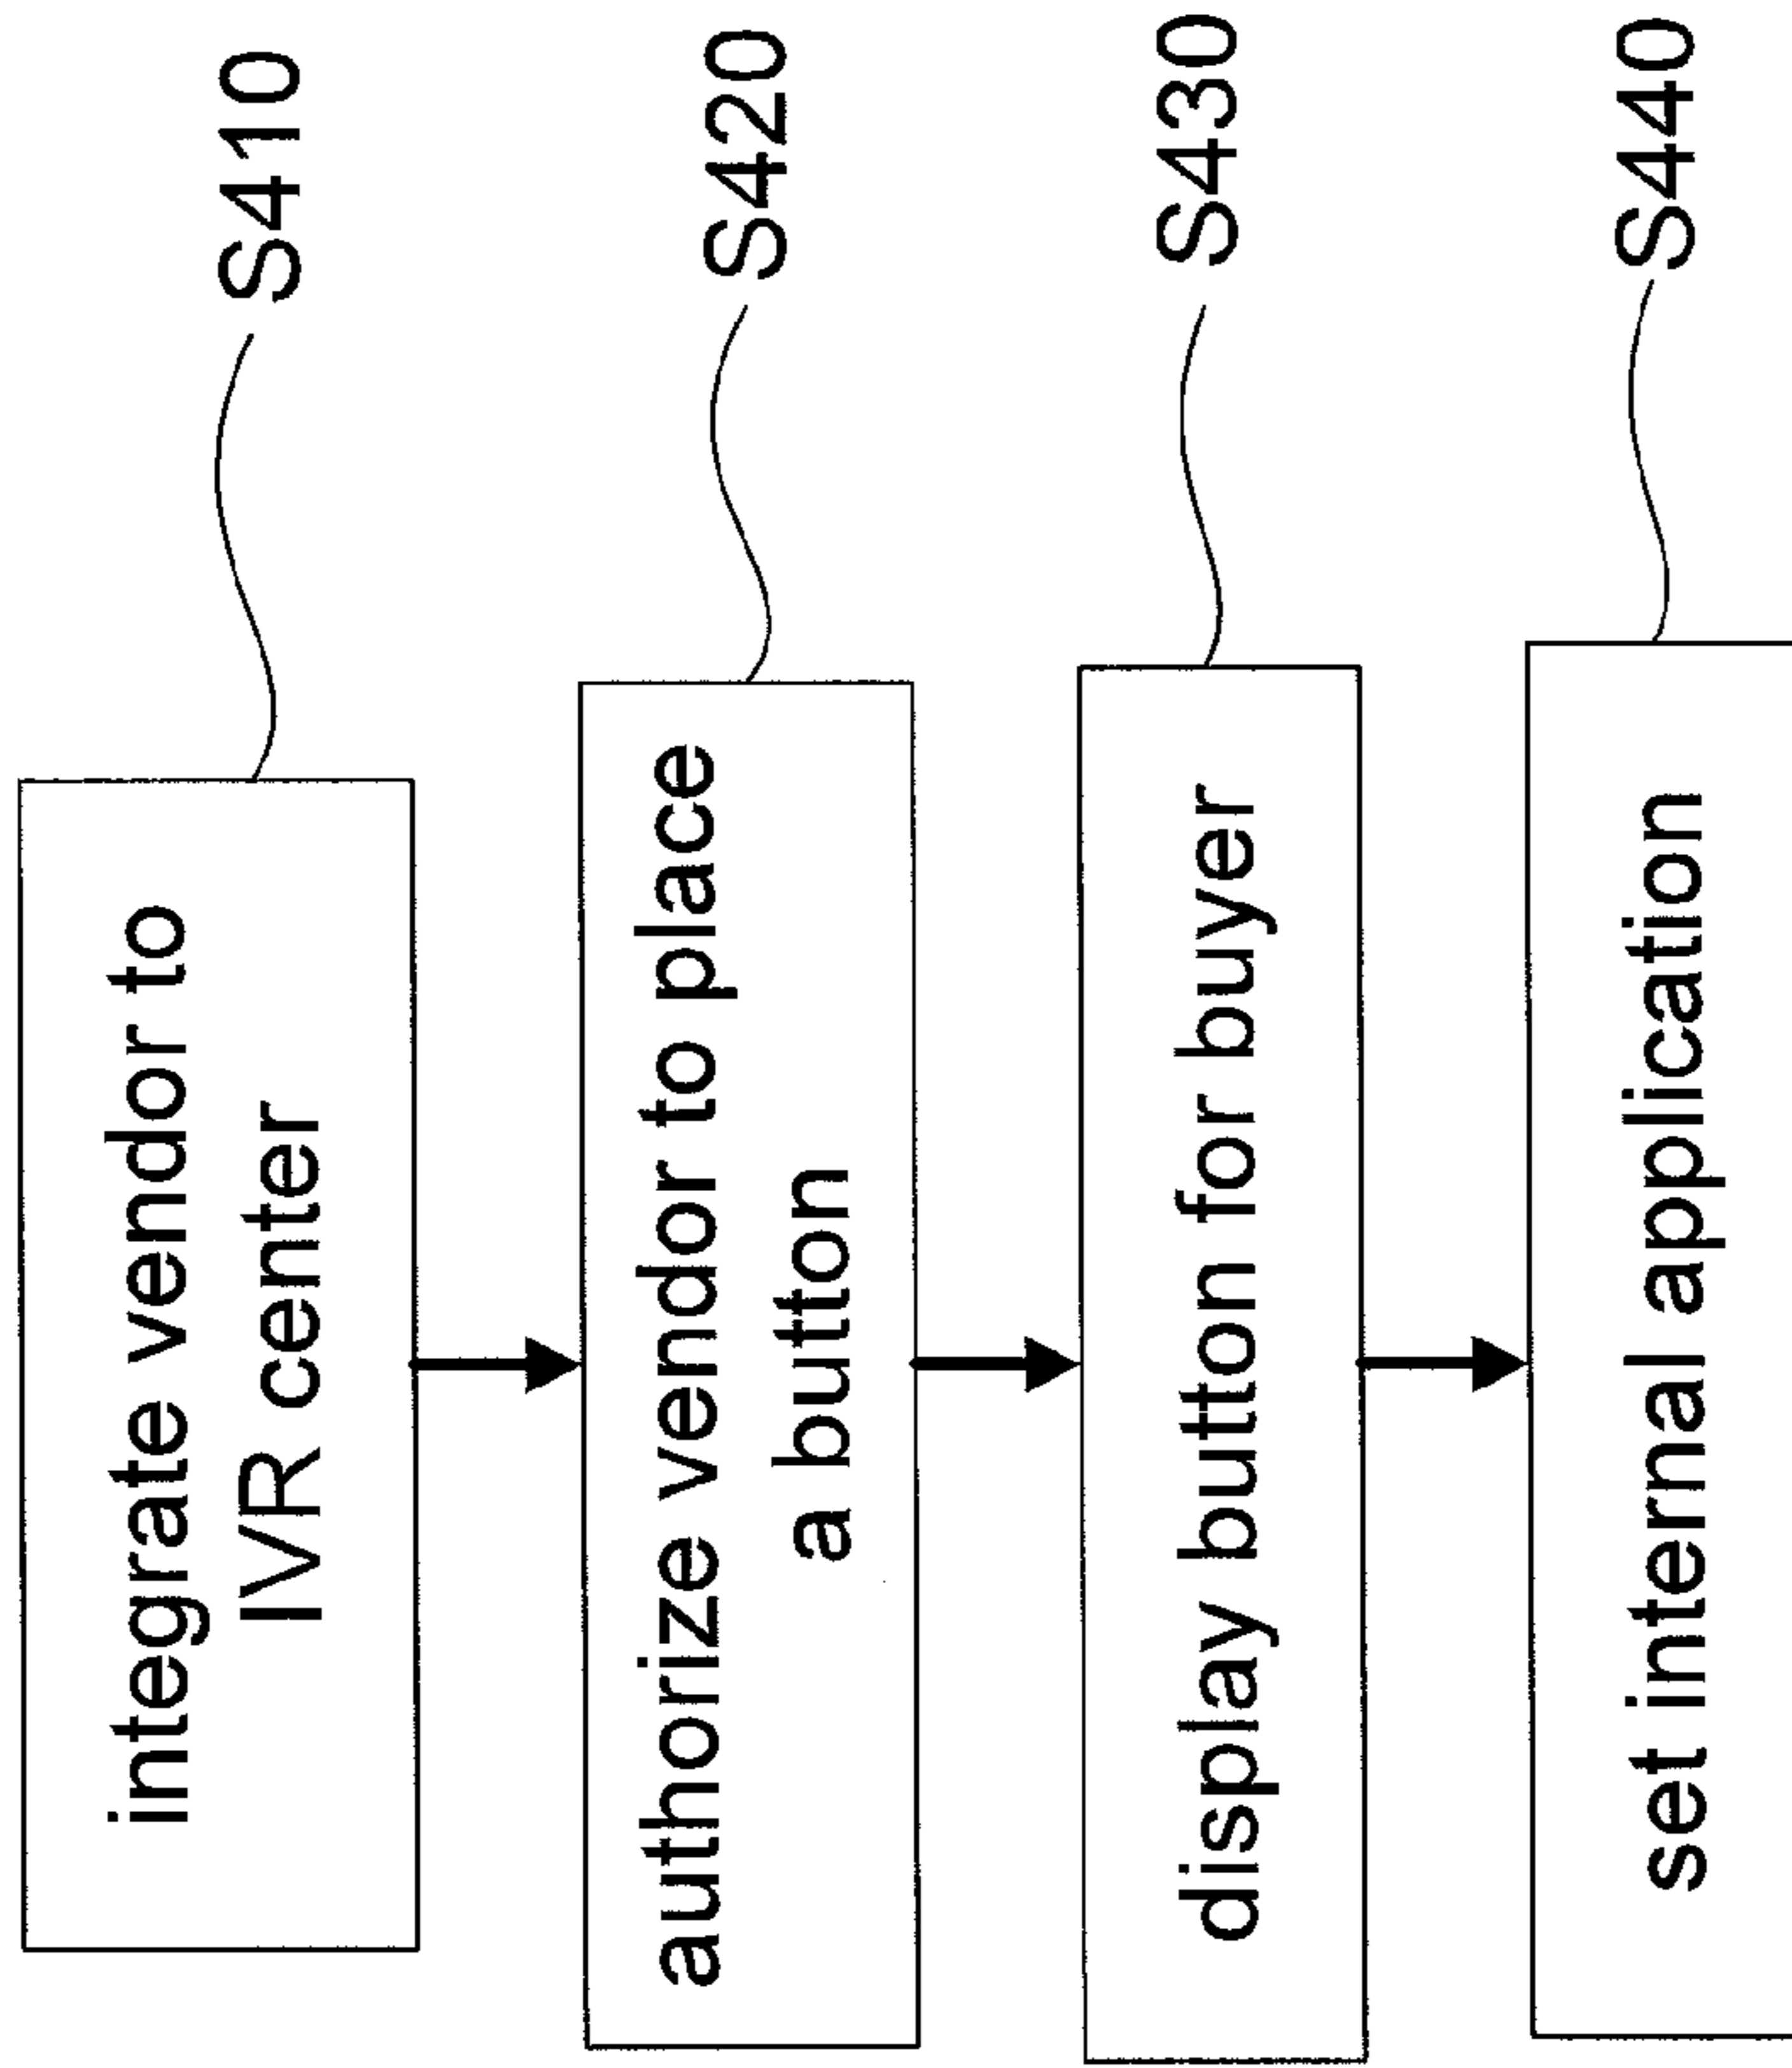 integrate vendor to
IVR center
S410
authorize vendor to place
a button
S420
display button for buyer
S430
set internal application
S440